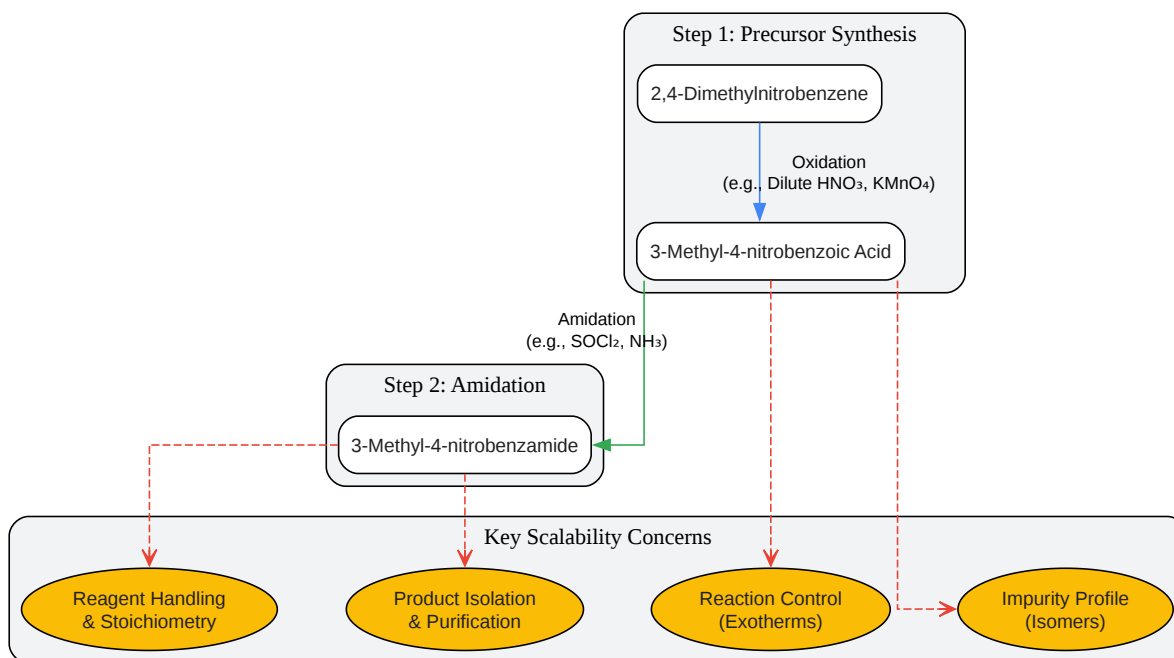 Step 1: Precursor Synthesis
2,4-Dimethylnitrobenzene
Oxidation
(e.g., Dilute HNO₃, KMnO₄)
3-Methyl-4-nitrobenzoic Acid
Amidation
(e.g., SOCl₂, NH₃)
Step 2: Amidation
3-Methyl-4-nitrobenzamide
Key Scalability Concerns
Reagent Handling
& Stoichiometry
Product Isolation
& Purification
Reaction Control
(Exotherms)
Impurity Profile
(Isomers)